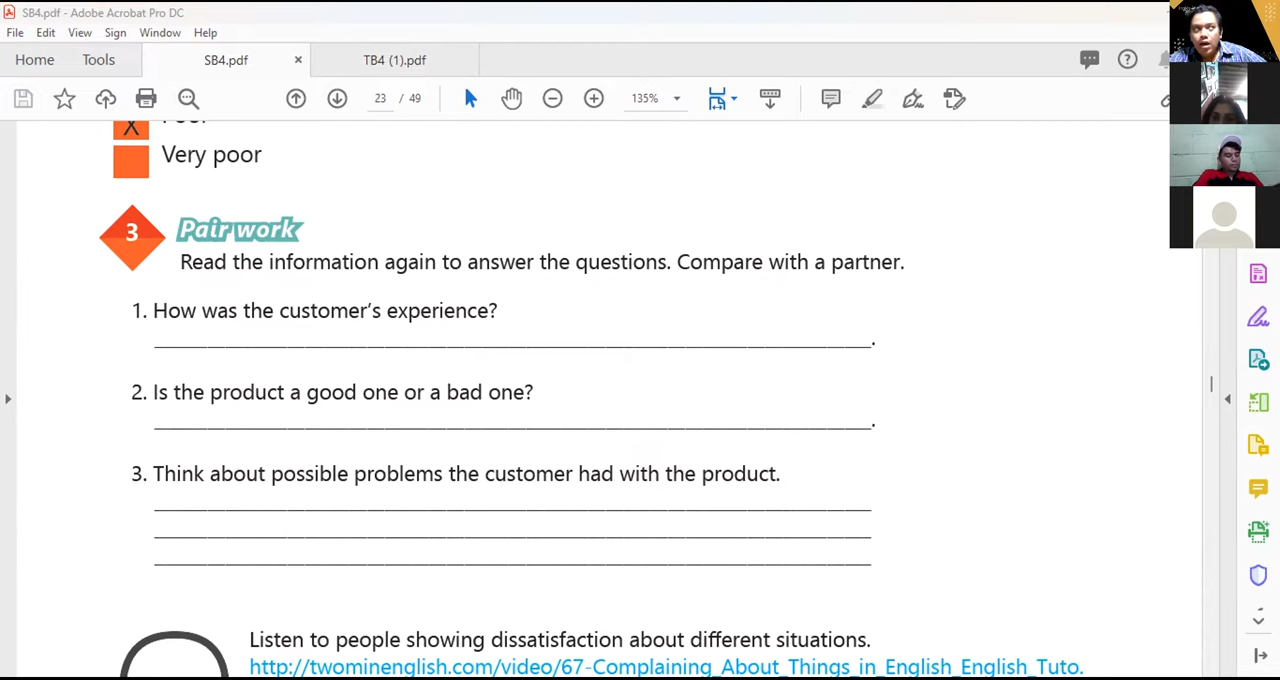 SB4.pdf - Adobe Acrobat Pro DC
File Edit View Sign Window Help
Home Tools SB4.pdf × TB4 (1).pdf
23 / 49 135%
X Poor
Very poor
3 Pair work
Read the information again to answer the questions. Compare with a partner.
1. How was the customer's experience?
2. Is the product a good one or a bad one?
3. Think about possible problems the customer had with the product.
Listen to people showing dissatisfaction about different situations.
http://twominenglish.com/video/67-Complaining_About_Things_in_English_English_Tuto.